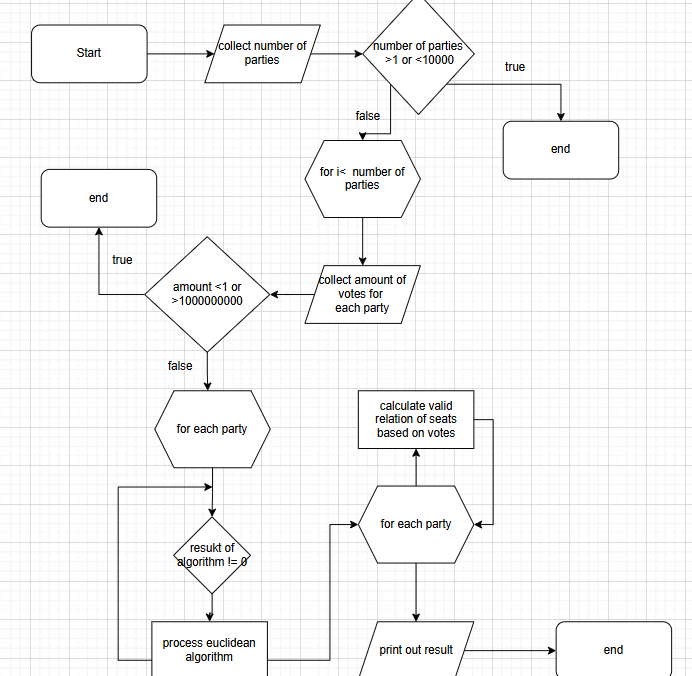 Start
collect number of
parties
number of parties
>1 or <10000
true
false
end
for i< number of
parties
end
true
amount <1 or
>1000000000
collect amount of
votes for
each party
false
for each party
calculate valid
relation of seats
based on votes
for each party
resukt of
algorithm != 0
process euclidean
algorithm
print out result
end